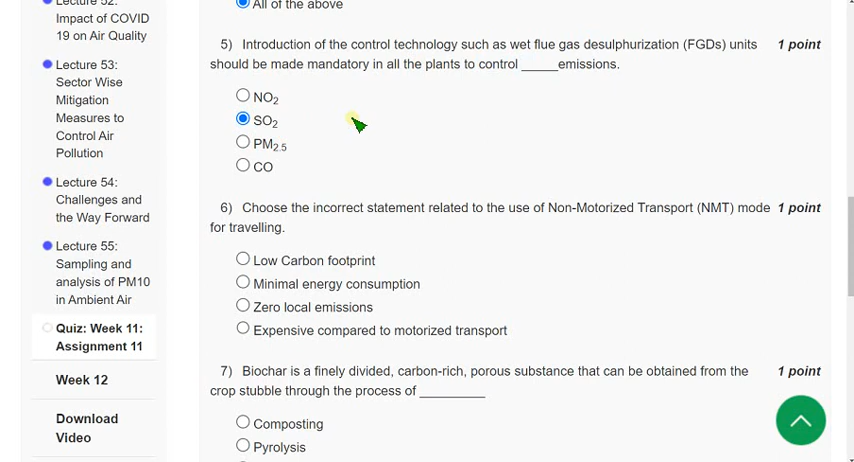 Lecture 52:
Impact of COVID
19 on Air Quality
Lecture 53:
Sector Wise
Mitigation
Measures to
Control Air
Pollution
Lecture 54:
Challenges and
the Way Forward
Lecture 55:
Sampling and
analysis of PM10
in Ambient Air
Quiz: Week 11:
Assignment 11
Week 12
Download
Video
All of the above
5) Introduction of the control technology such as wet flue gas desulphurization (FGDs) units 1 point
should be made mandatory in all the plants to control _____emissions.
NO2
SO2
PM2.5
CO
6) Choose the incorrect statement related to the use of Non-Motorized Transport (NMT) mode 1 point
for travelling.
Low Carbon footprint
Minimal energy consumption
Zero local emissions
Expensive compared to motorized transport
7) Biochar is a finely divided, carbon-rich, porous substance that can be obtained from the 1 point
crop stubble through the process of _________
Composting
Pyrolysis